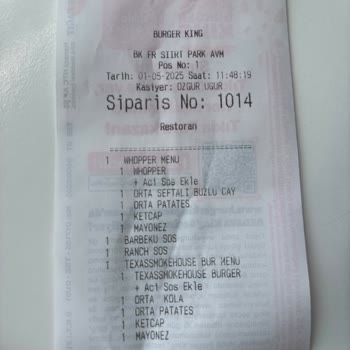 BURGER KING
BK FR SIIRT PARK AVM
Pos No: 1
Tarih: 01-05-2025 Saat: 11:48:19
Kasiyer: OZGUR UGUR
Siparis No: 1014
Restoran
1 WHOPPER MENU
1 WHOPPER
+ Aci Sos Ekle
1 ORTA SEFTALI BUZLU CAY
1 ORTA PATATES
1 KETCAP
1 MAYONEZ
1 BARBEKU SOS
1 RANCH SOS
1 TEXASSMOKEHOUSE BUR MENU
1 TEXASSMOKEHOUSE BURGER
+ Aci Sos Ekle
1 ORTA KOLA
1 ORTA PATATES
1 KETCAP
1 MAYONEZ